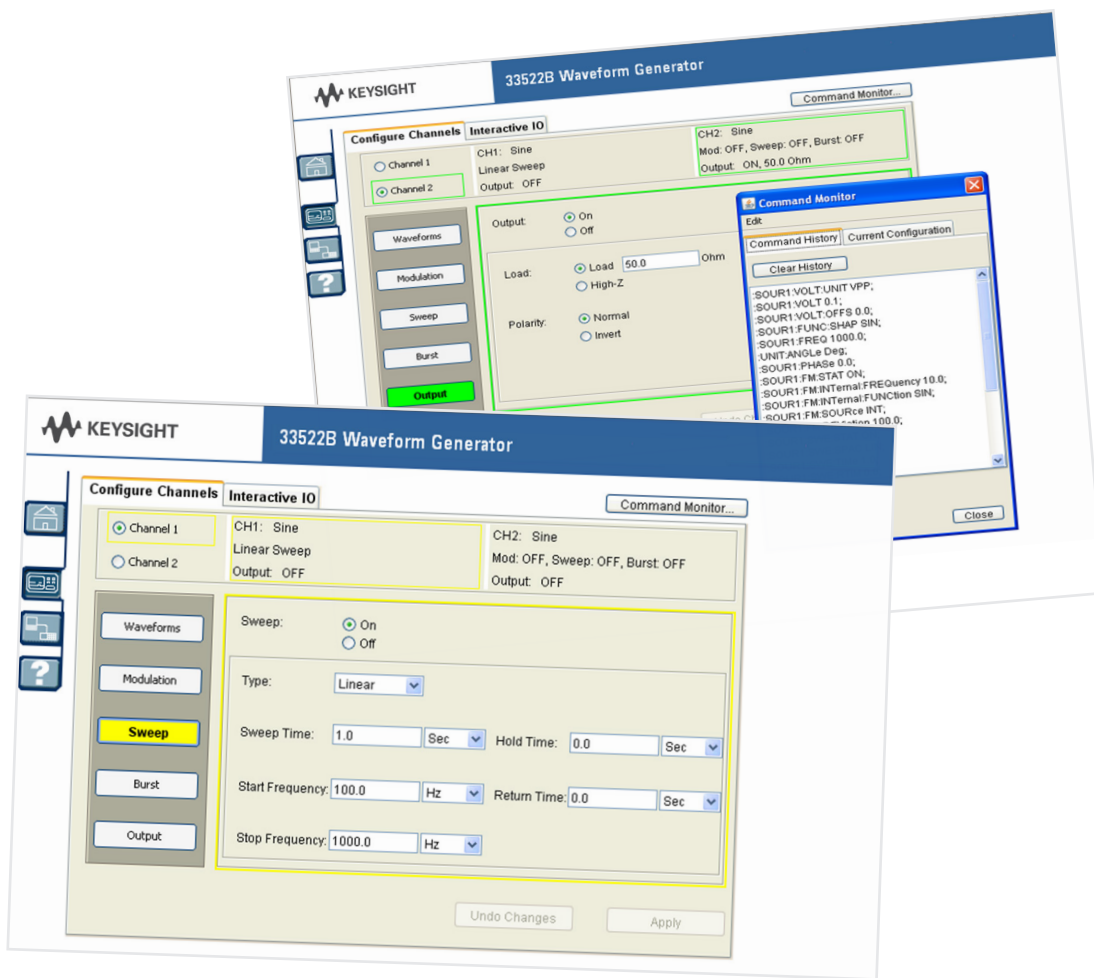 KEYSIGHT
33522B Waveform Generator
Command Monitor...
Configure Channels
Interactive IO
Channel 1
Channel 2
CH1: Sine
Linear Sweep
Output: OFF
CH2: Sine
Mod: OFF, Sweep: OFF, Burst: OFF
Output: ON, 50.0 Ohm
Waveforms
Modulation
Sweep
Burst
Output
Output:
On
Off
Load:
Load
50.0
Ohm
High-Z
Polarity:
Normal
Invert
Command Monitor
Edit
Command History
Current Configuration
Clear History
:SOUR1:VOLT:UNIT VPP;
:SOUR1:VOLT 0.1;
:SOUR1:VOLT:OFFS 0.0;
:SOUR1:FUNC:SHAP SIN;
:SOUR1:FREQ 1000.0;
:UNIT:ANGLe Deg;
:SOUR1:PHASe 0.0;
:SOUR1:FM:STAT ON;
:SOUR1:FM:INTernal:FREQuency 10.0;
:SOUR1:FM:INTernal:FUNCtion SIN;
:SOUR1:FM:SOURce INT;
100.0;
Close
KEYSIGHT
33522B Waveform Generator
Configure Channels
Interactive IO
Command Monitor...
Channel 1
Channel 2
CH1: Sine
Linear Sweep
Output: OFF
CH2: Sine
Mod: OFF, Sweep: OFF, Burst: OFF
Output: OFF
Waveforms
Modulation
Sweep
Burst
Output
Sweep:
On
Off
Type:
Linear
Sweep Time:
1.0
Sec
Hold Time:
0.0
Sec
Start Frequency:
100.0
Hz
Return Time:
0.0
Sec
Stop Frequency:
1000.0
Hz
Undo Changes
Apply